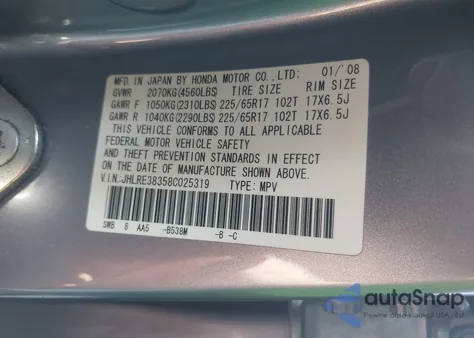 MFD. IN JAPAN BY HONDA MOTOR CO., LTD: 01/'08
GVWR 2070KG(4560LBS) TIRE SIZE RIM SIZE
GAWR F 1050KG(2310LBS) 225/65R17 102T 17X6.5J
GAWR R 1040KG(2290LBS) 225/65R17 102T 17X6.5J
THIS VEHICLE CONFORMS TO ALL APPLICABLE
FEDERAL MOTOR VEHICLE SAFETY
AND THEFT PREVENTION STANDARDS IN EFFECT
ON THE DATE OF MANUFACTURE SHOWN ABOVE.
V.I.N.:JHLRE38358C025319 TYPE: MPV
SWB 8 AA5 -B538M -B -C
autoSnap